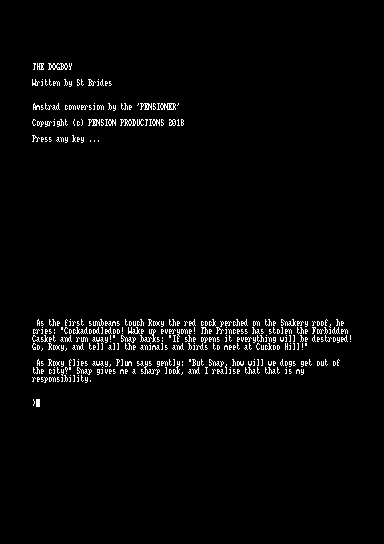 THE DOGBOY
Written by St Brides
Amstrad conversion by the 'PENSIONER'
Copyright (c) PENSION PRODUCTIONS 2018
Press any key ...
As the first sunbeams touch Roxy the red cock perched on the Snakery roof, he
cries: "Cockadoodledoo! Wake up everyone! The Princess has stolen the Forbidden
Casket and run away!" Snap barks: "If she opens it everything will be destroyed!
Go, Roxy, and tell all the animals and birds to meet at Cuckoo Hill!"
As Roxy flies away, Plum says gently: "But Snap, how will we dogs get out of
the city?" Snap gives me a sharp look, and I realise that that is my
responsibility.
>